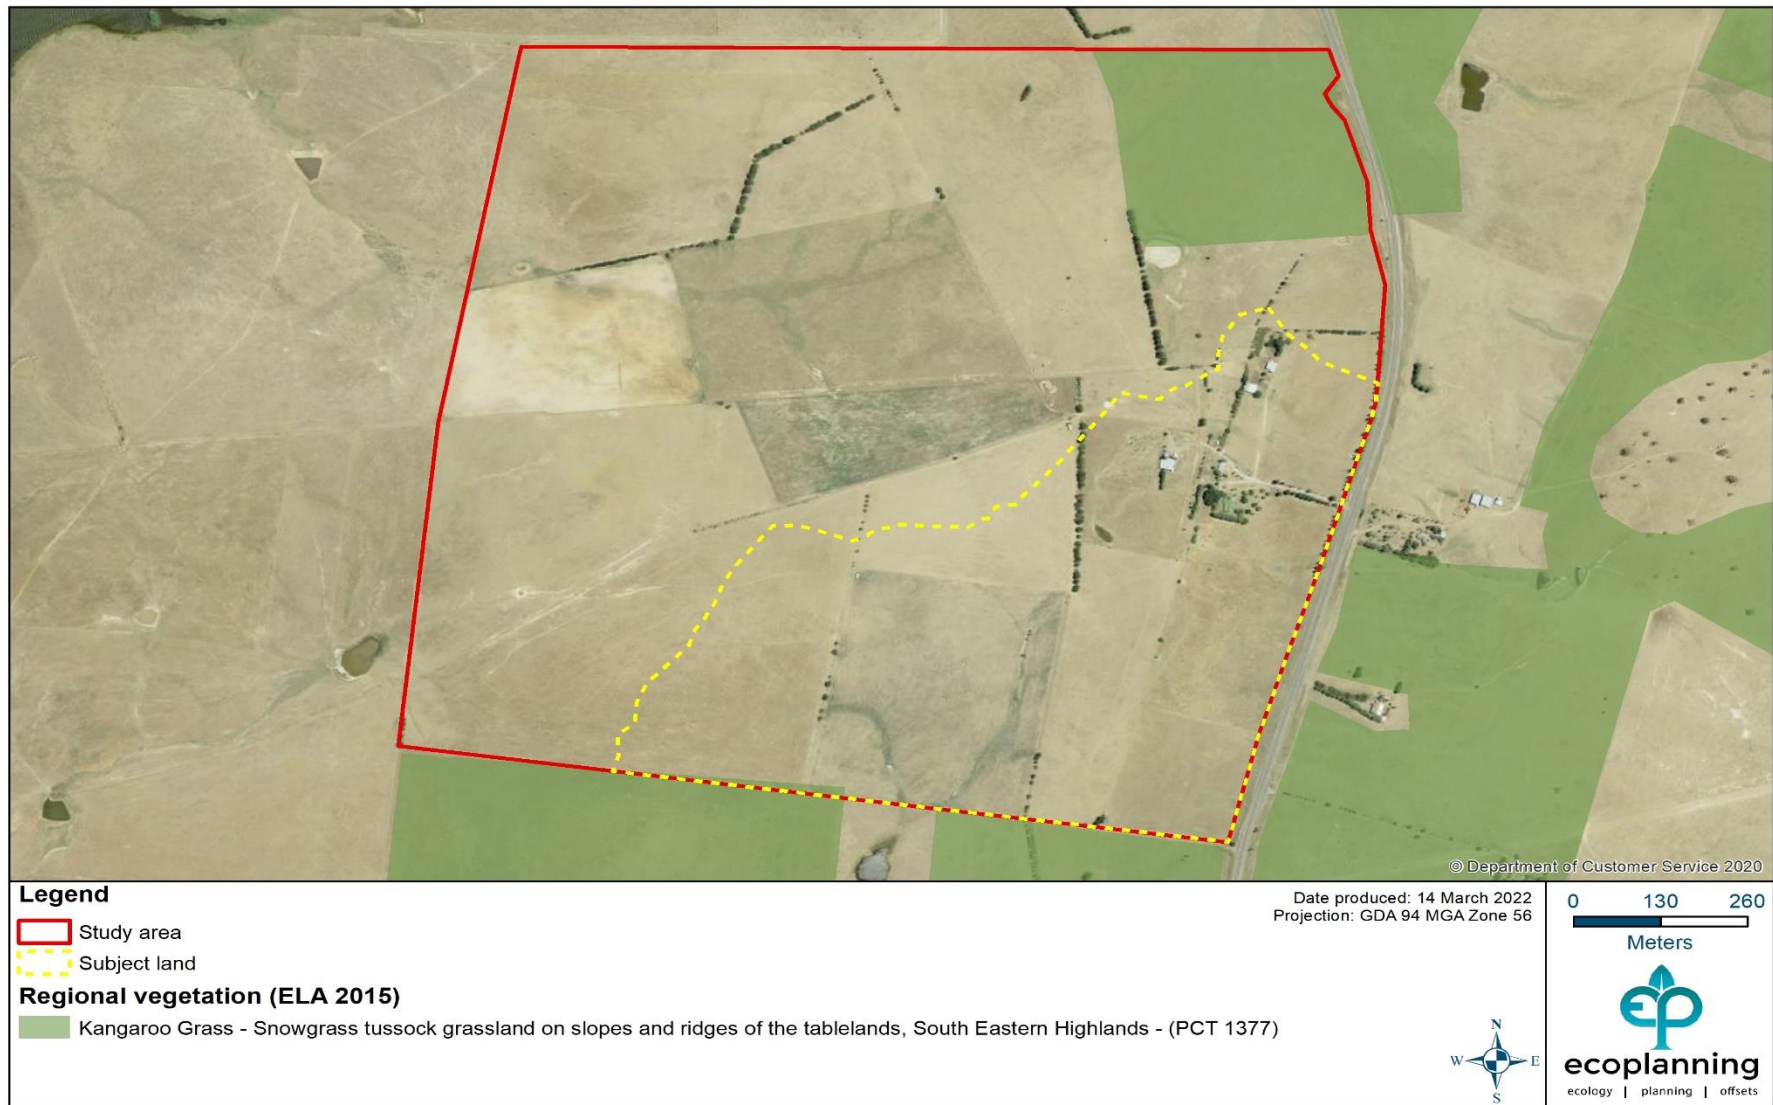 © Department of Customer Service 2020
Legend
Study area
Subject land
Regional vegetation (ELA 2015)
Kangaroo Grass - Snowgrass tussock grassland on slopes and ridges of the tablelands, South Eastern Highlands - (PCT 1377)
Date produced: 14 March 2022
Projection: GDA 94 MGA Zone 56
N
W E
S
0 130 260
Meters
ep
ecoplanning
ecology | planning | offsets